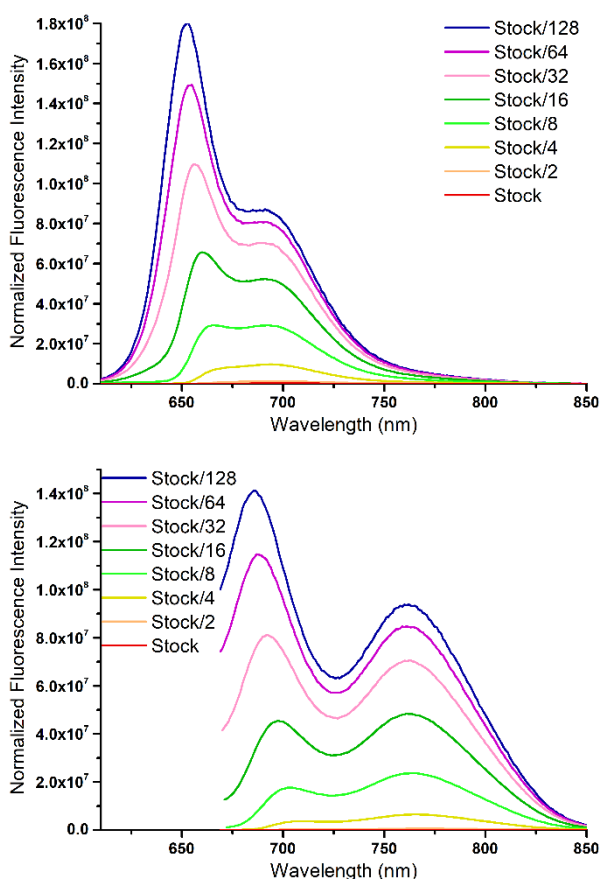 Normalized Fluorescence Intensity
1.8x10⁸
1.6x10⁸
1.4x10⁸
1.2x10⁸
1.0x10⁸
8.0x10⁷
6.0x10⁷
4.0x10⁷
2.0x10⁷
0.0
Stock/128
Stock/64
Stock/32
Stock/16
Stock/8
Stock/4
Stock/2
Stock
650 700 750 800 850
Wavelength (nm)
Normalized Fluorescence Intensity
1.4x10⁸
1.2x10⁸
1.0x10⁸
8.0x10⁷
6.0x10⁷
4.0x10⁷
2.0x10⁷
0.0
Stock/128
Stock/64
Stock/32
Stock/16
Stock/8
Stock/4
Stock/2
Stock
650 700 750 800 850
Wavelength (nm)